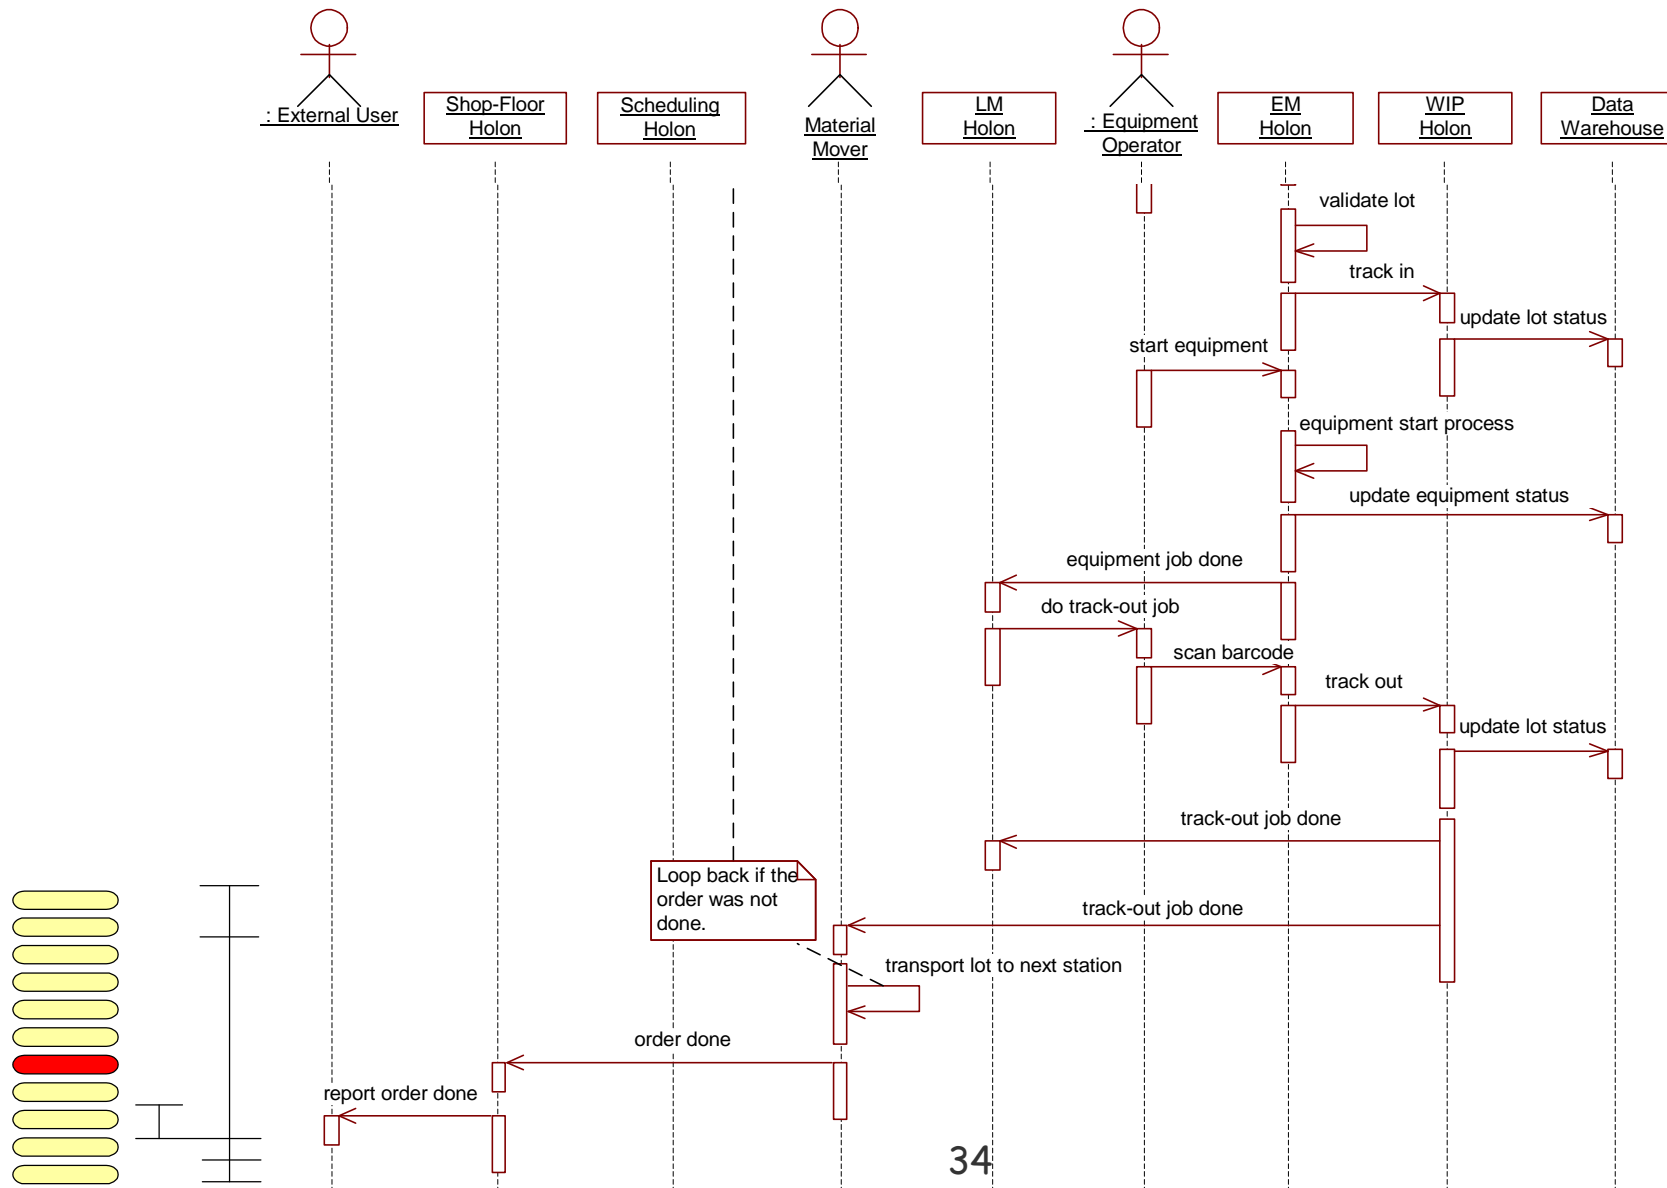 : External User
Shop-Floor
Holon
Scheduling
Holon
Material
Mover
LM
Holon
: Equipment
Operator
EM
Holon
WIP
Holon
Data
Warehouse
validate lot
track in
update lot status
start equipment
equipment start process
update equipment status
equipment job done
do track-out job
scan barcode
track out
update lot status
track-out job done
Loop back if the
order was not
done.
track-out job done
transport lot to next station
order done
report order done
34